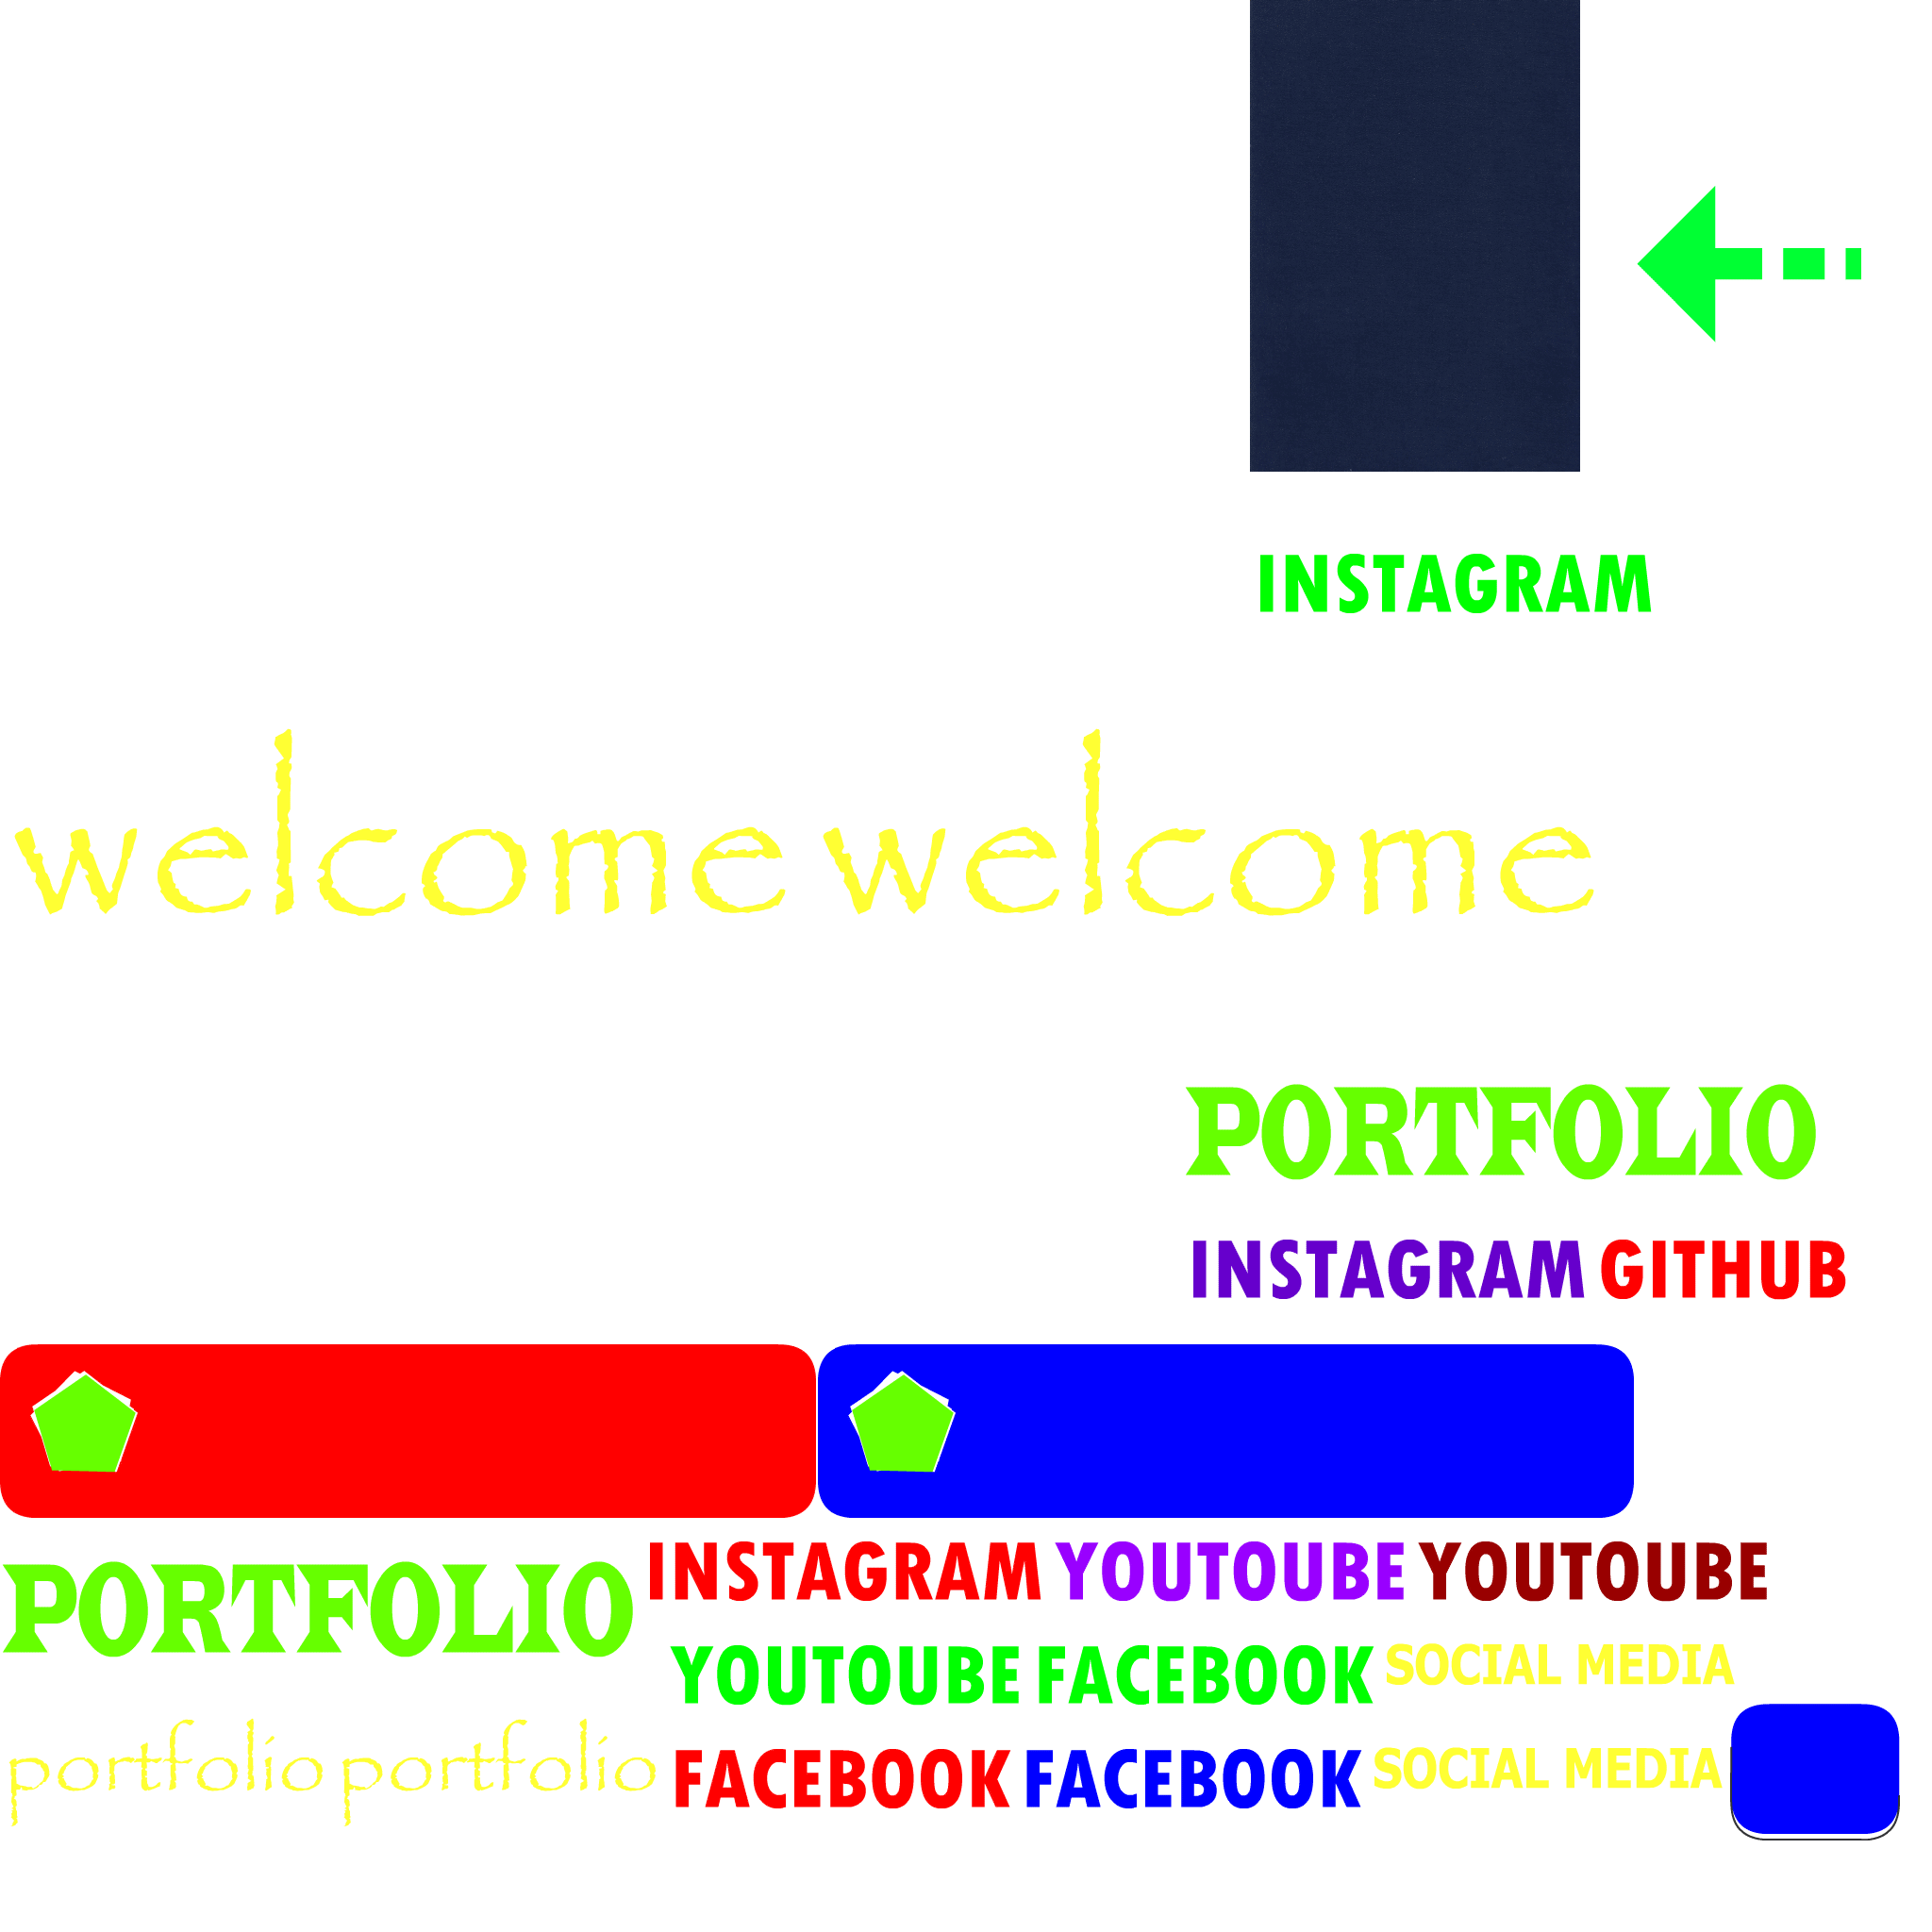 INSTAGRAM
welcome welcome
PORTFOLIO
INSTAGRAM GITHUB
PORTFOLIO INSTAGRAM YOUTOUBE YOUTOUBE
YOUTOUBE FACEBOOK SOCIAL MEDIA
portfolio portfolio FACEBOOK FACEBOOK SOCIAL MEDIA